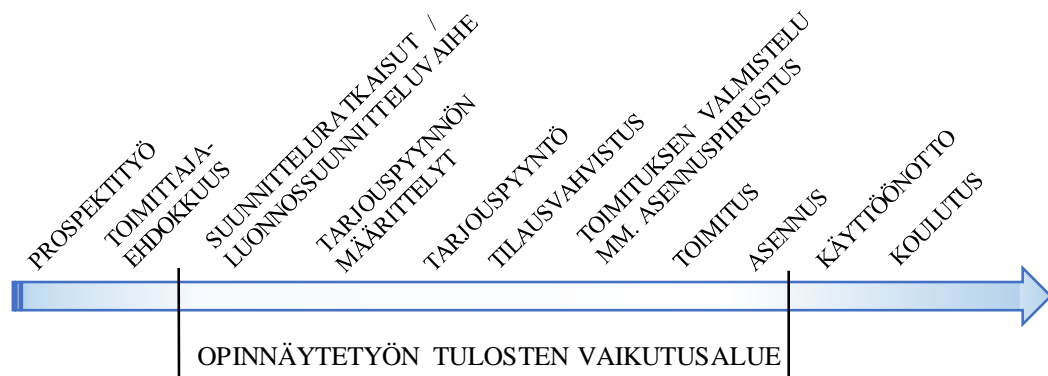 PROSPEKTITYÖ
TOIMITTAJA-
EHDOKKUUS
SUUNNITTELURATKAISUT /
LUONNOSSUUNNITTELUVAIHE
TARJOUSPYYNNÖN
MÄÄRITTELYT
TARJOUSPYYNTÖ
TILAUSVAHVISTUS
TOIMITUKSEN VALMISTELU
MM. ASENNUSPIIRUSTUS
TOIMITUS
ASENNUS
KÄYTTÖÖNOTTO
KOULUTUS
OPINNÄYTETYÖN TULOSTEN VAIKUTUSALUE